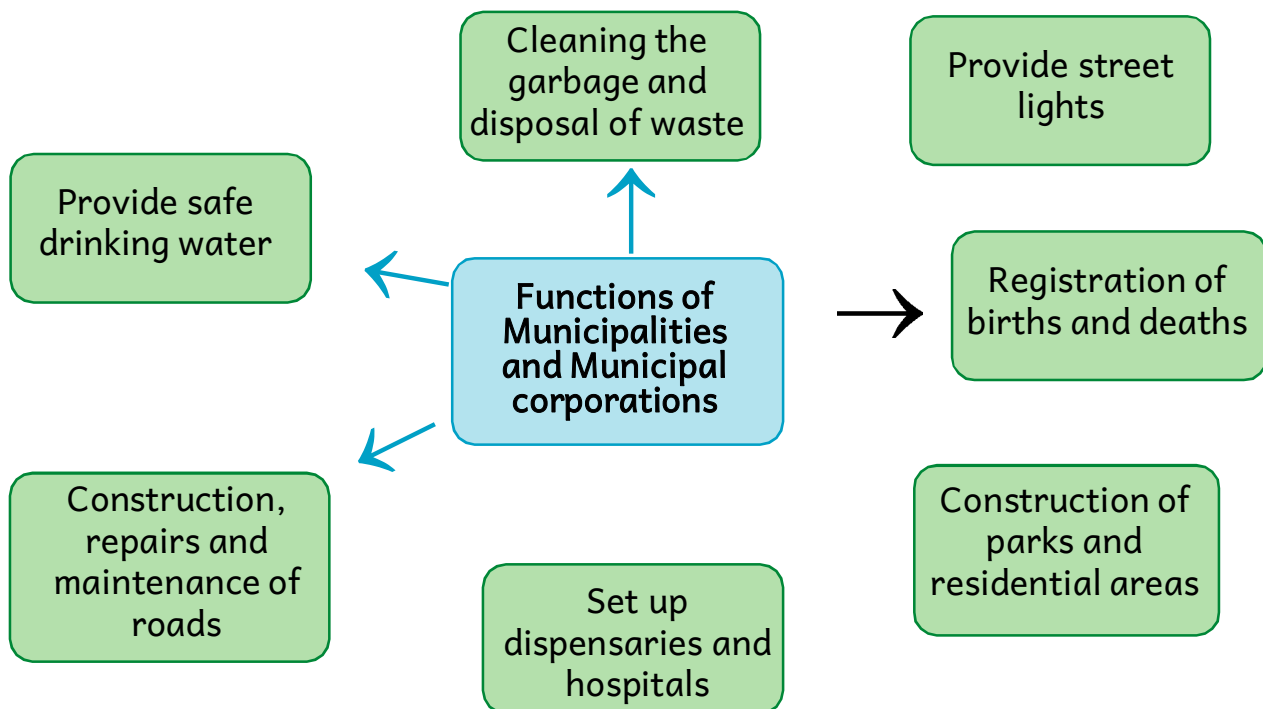 Cleaning the
garbage and
disposal of waste
Provide street
lights
Provide safe
drinking water
Functions of
Municipalities
and Municipal
corporations
Registration of
births and deaths
Construction,
repairs and
maintenance of
roads
Set up
dispensaries and
hospitals
Construction of
parks and
residential areas